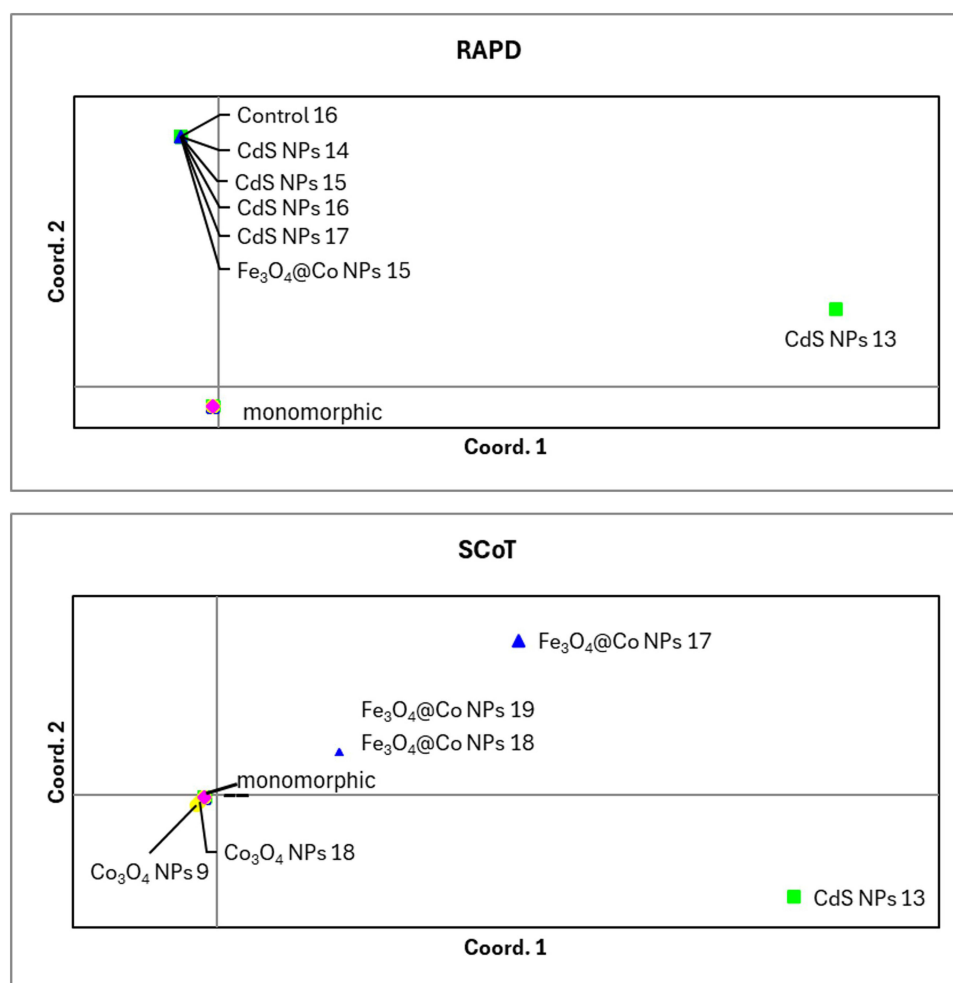 RAPD
Control 16
CdS NPs 14
CdS NPs 15
CdS NPs 16
CdS NPs 17
Fe₃O₄@Co NPs 15
CdS NPs 13
monomorphic
Coord. 2
Coord. 1
SCoT
Fe₃O₄@Co NPs 17
Fe₃O₄@Co NPs 19
Fe₃O₄@Co NPs 18
monomorphic
Co₃O₄ NPs 18
Co₃O₄ NPs 9
CdS NPs 13
Coord. 2
Coord. 1